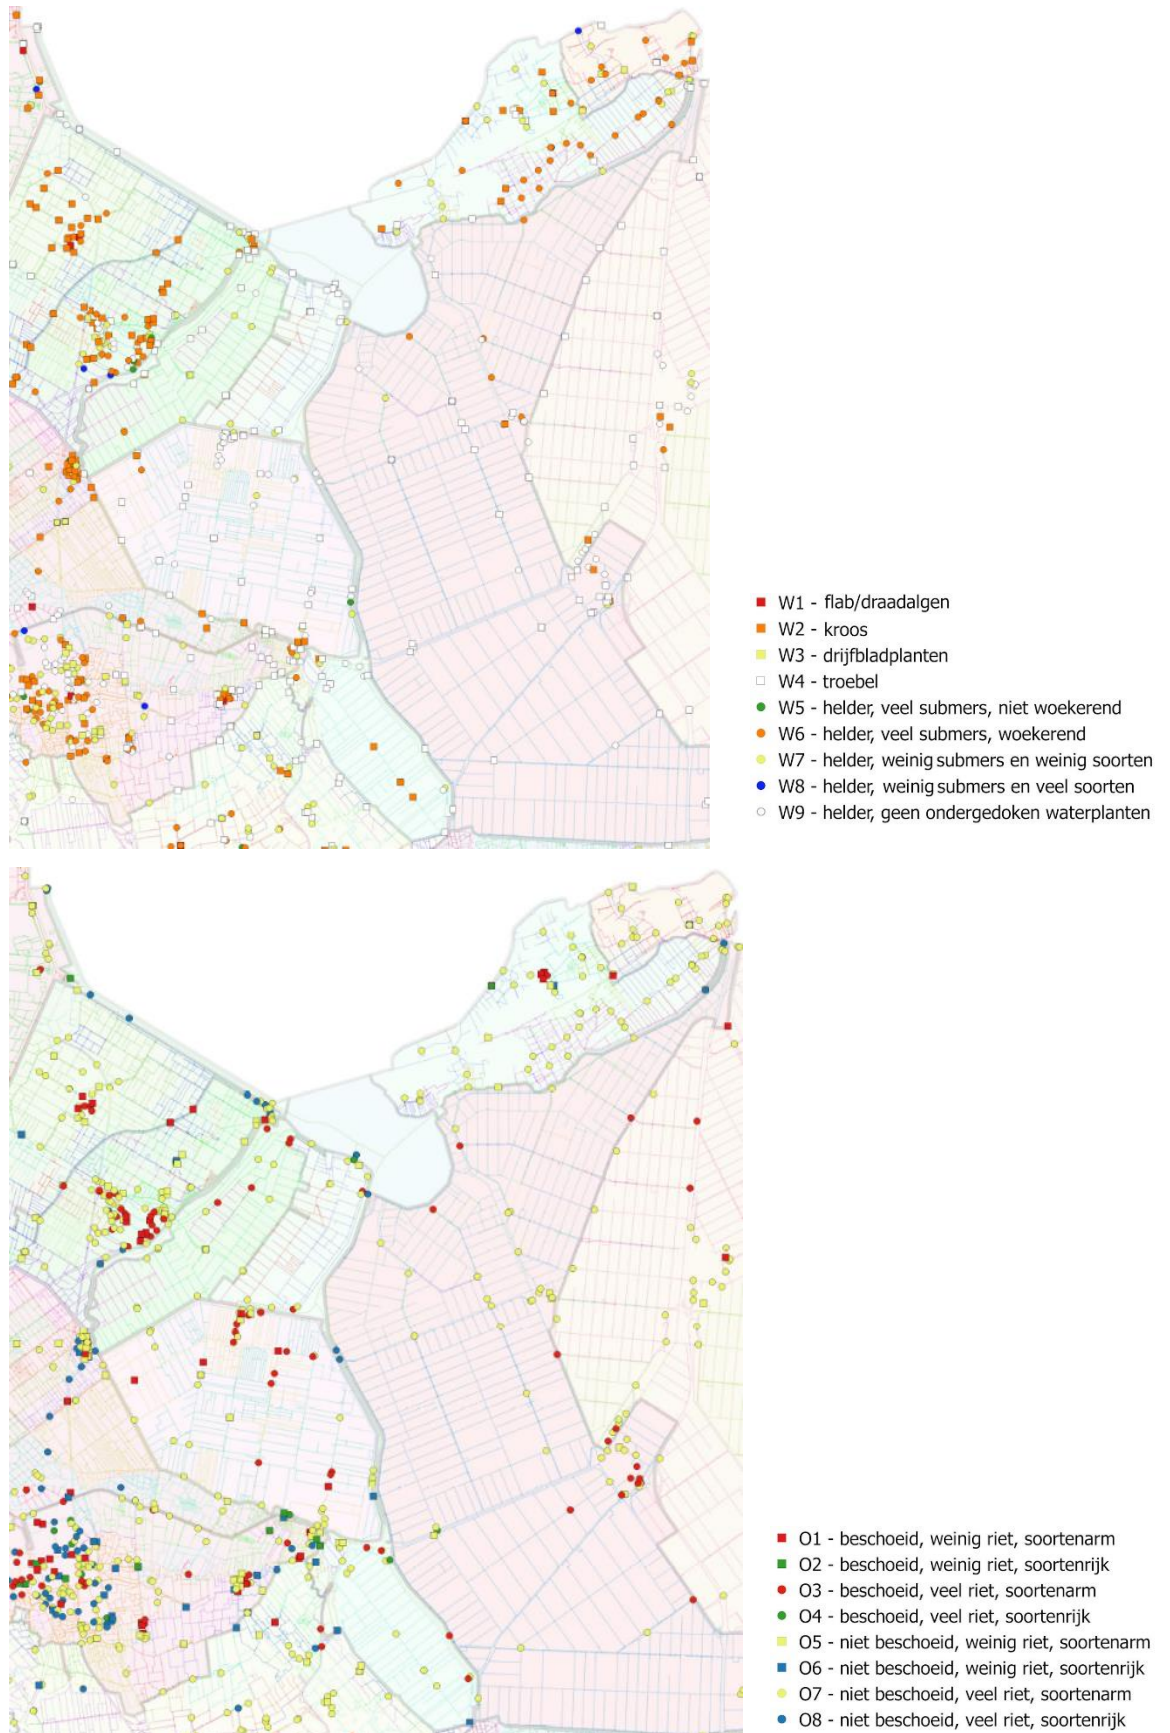 W1 - flab/draadalgen
W2 - kroos
W3 - drijfbladplanten
W4 - troebel
W5 - helder, veel submers, niet woekerend
W6 - helder, veel submers, woekerend
W7 - helder, weinig submers en weinig soorten
W8 - helder, weinig submers en veel soorten
W9 - helder, geen ondergedoken waterplanten
O1 - beschoeid, weinig riet, soortenarm
O2 - beschoeid, weinig riet, soortenrijk
O3 - beschoeid, veel riet, soortenarm
O4 - beschoeid, veel riet, soortenrijk
O5 - niet beschoeid, weinig riet, soortenarm
O6 - niet beschoeid, weinig riet, soortenrijk
O7 - niet beschoeid, veel riet, soortenarm
O8 - niet beschoeid, veel riet, soortenrijk